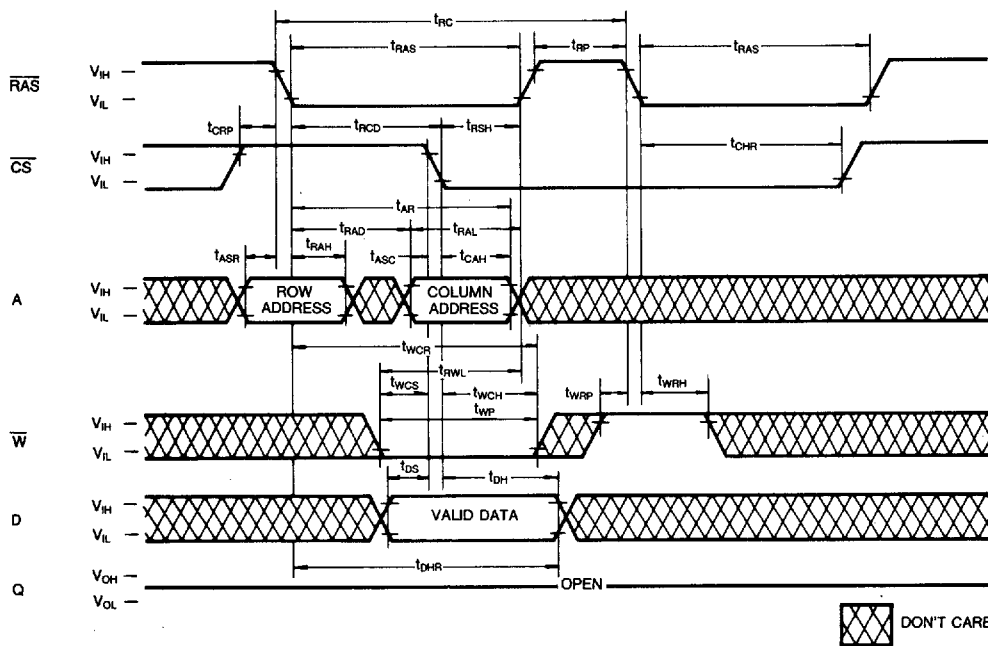 tRC
tRAS tRP tRAS
RAS VIH
VIL
tCRP tRCD tRSH
CS VIH tCHR
VIL
tAR
tRAD tRAL
tASR tRAH tASC tCAH
A VIH ROW ADDRESS COLUMN ADDRESS
VIL
tWCR
tRWL
tWCS tWCH tWRP tWRH
tWP
W VIH
VIL
tDS tDH
D VIH VALID DATA
VIL
tDHR
Q VOH OPEN
VOL
DON'T CARE